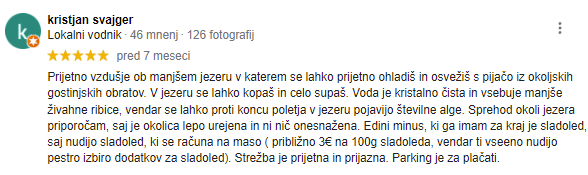 k
kristjan svajger
Lokalni vodnik · 46 mnenj · 126 fotografij
pred 7 meseci
Prijetno vzdušje ob manjšem jezeru v katerem se lahko prijetno ohladiš in osvežiš s pijačo iz okoljskih
gostinjskih obratov. V jezeru se lahko kopaš in celo supaš. Voda je kristalno čista in vsebuje manjše
živahne ribice, vendar se lahko proti koncu poletja v jezeru pojavijo številne alge. Sprehod okoli jezera
priporočam, saj je okolica lepo urejena in ni nič onesnažena. Edini minus, ki ga imam za kraj je sladoled,
saj nudijo sladoled, ki se računa na maso ( približno 3€ na 100g sladoleda, vendar ti vseeno nudijo
pestro izbiro dodatkov za sladoled). Strežba je prijetna in prijazna. Parking je za plačati.